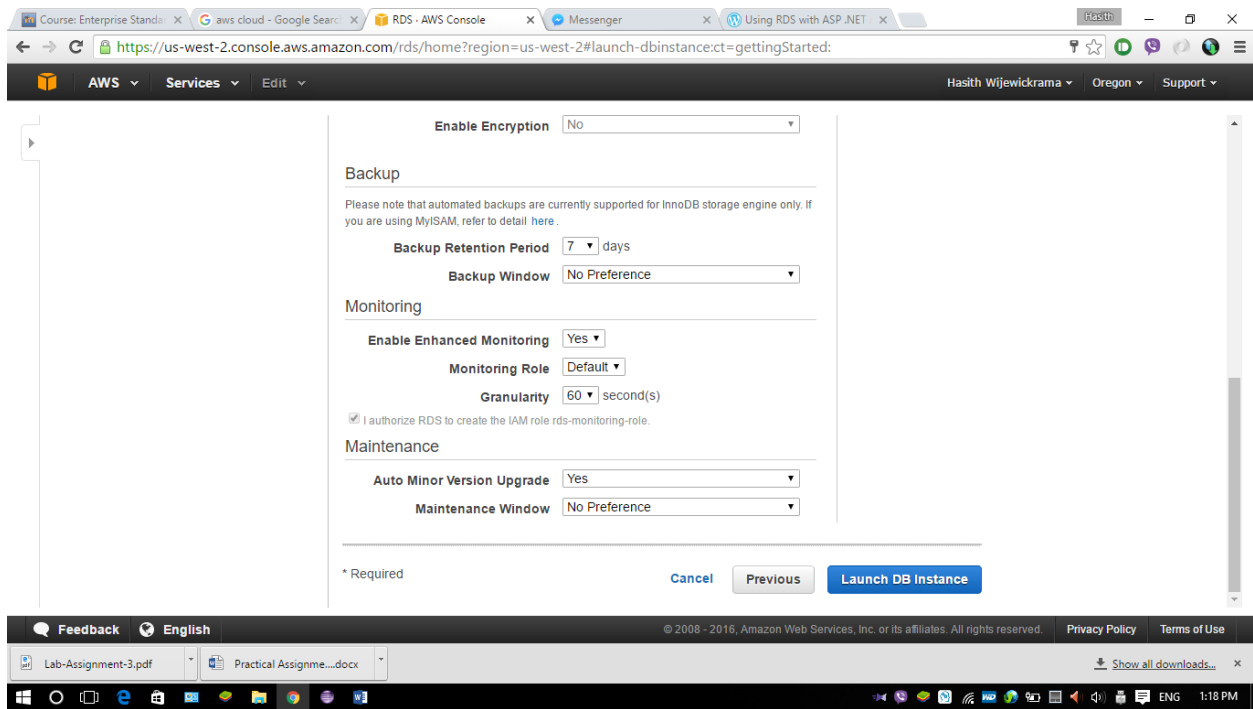 Course: Enterprise Standar
aws cloud - Google Searc
RDS · AWS Console
Messenger
Using RDS with ASP .NET
Hasith
https://us-west-2.console.aws.amazon.com/rds/home?region=us-west-2#launch-dbinstance:ct=gettingStarted:
AWS
Services
Edit
Hasith Wijewickrama
Oregon
Support
Enable Encryption No
Backup
Please note that automated backups are currently supported for InnoDB storage engine only. If
you are using MyISAM, refer to detail here .
Backup Retention Period 7 days
Backup Window No Preference
Monitoring
Enable Enhanced Monitoring Yes
Monitoring Role Default
Granularity 60 second(s)
I authorize RDS to create the IAM role rds-monitoring-role.
Maintenance
Auto Minor Version Upgrade Yes
Maintenance Window No Preference
* Required
Cancel
Previous
Launch DB Instance
Feedback
English
© 2008 - 2016, Amazon Web Services, Inc. or its affiliates. All rights reserved.
Privacy Policy
Terms of Use
Lab-Assignment-3.pdf
Practical Assignme....docx
Show all downloads...
ENG
1:18 PM